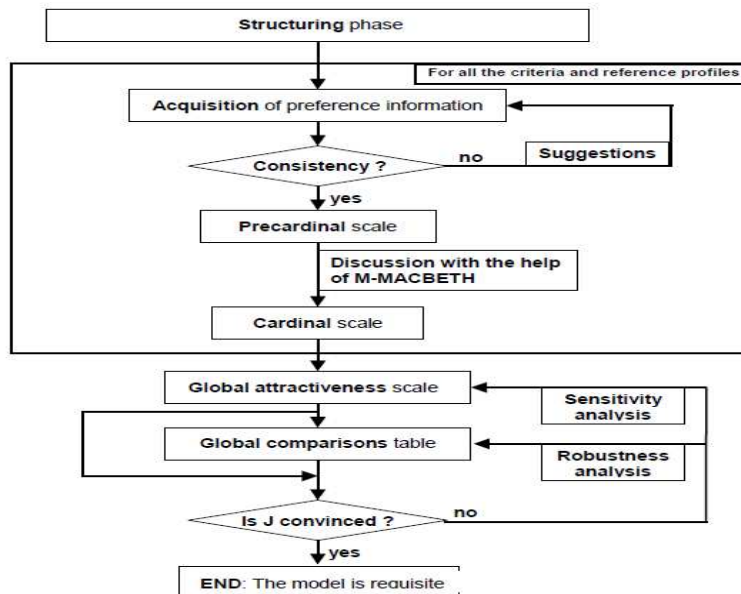 Structuring phase
For all the criteria and reference profiles
Acquisition of preference information
Consistency ?
no
Suggestions
yes
Precardinal scale
Discussion with the help
of M-MACBETH
Cardinal scale
Global attractiveness scale
Sensitivity
analysis
Global comparisons table
Robustness
analysis
Is J convinced ?
no
yes
END: The model is requisite